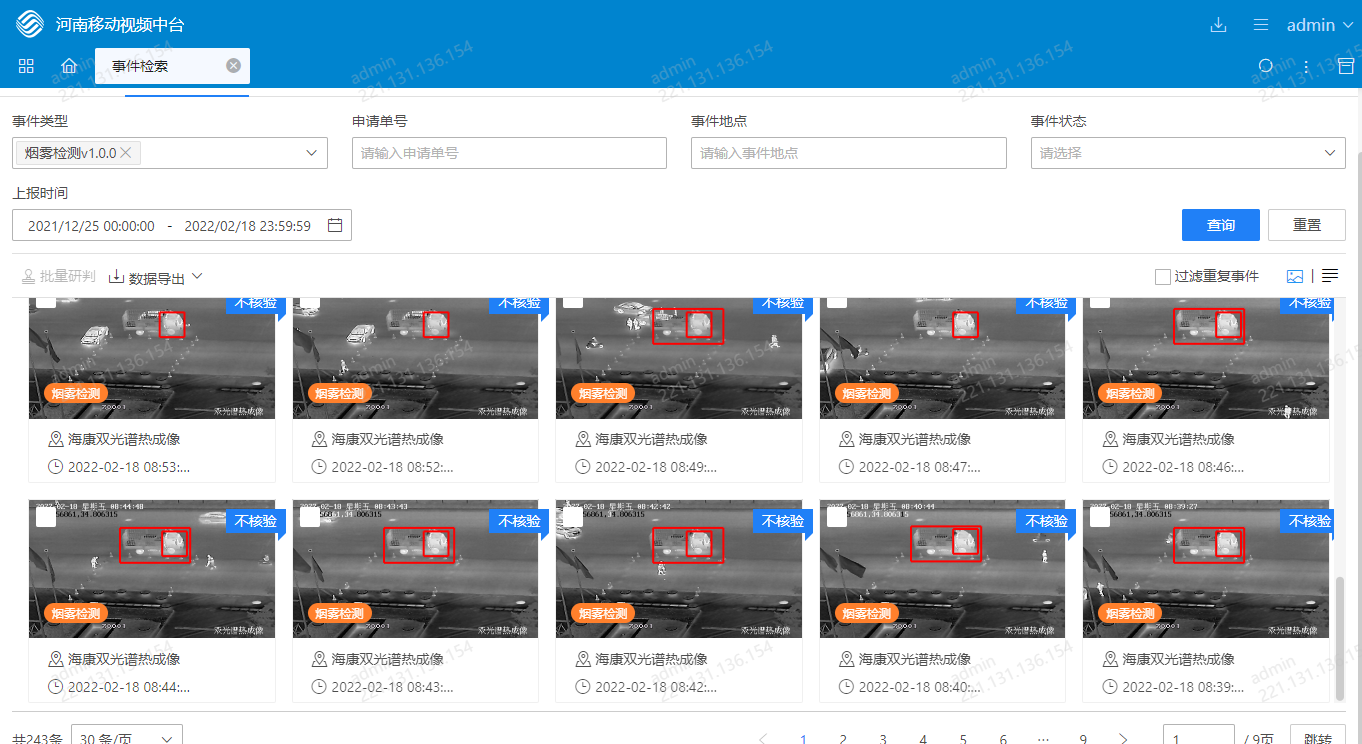 河南移动视频中台
admin
事件检索
事件类型
申请单号
事件地点
事件状态
烟雾检测v1.0.0
请输入申请单号
请输入事件地点
请选择
上报时间
2021/12/25 00:00:00 - 2022/02/18 23:59:59
查询
重置
批量研判
数据导出
过滤重复事件
不核验
不核验
不核验
不核验
不核验
烟雾检测
烟雾检测
烟雾检测
烟雾检测
烟雾检测
海康双光谱热成像
海康双光谱热成像
海康双光谱热成像
海康双光谱热成像
海康双光谱热成像
2022-02-18 08:53:...
2022-02-18 08:52:...
2022-02-18 08:49:...
2022-02-18 08:47:...
2022-02-18 08:46:...
不核验
不核验
不核验
不核验
不核验
烟雾检测
烟雾检测
烟雾检测
烟雾检测
烟雾检测
海康双光谱热成像
海康双光谱热成像
海康双光谱热成像
海康双光谱热成像
海康双光谱热成像
2022-02-18 08:44:...
2022-02-18 08:43:...
2022-02-18 08:42:...
2022-02-18 08:40:...
2022-02-18 08:39:...
共243条
30 条/页
1 2 3 4 5 6 ... 9
1
/ 9页
跳转
admin
221.131.136.154